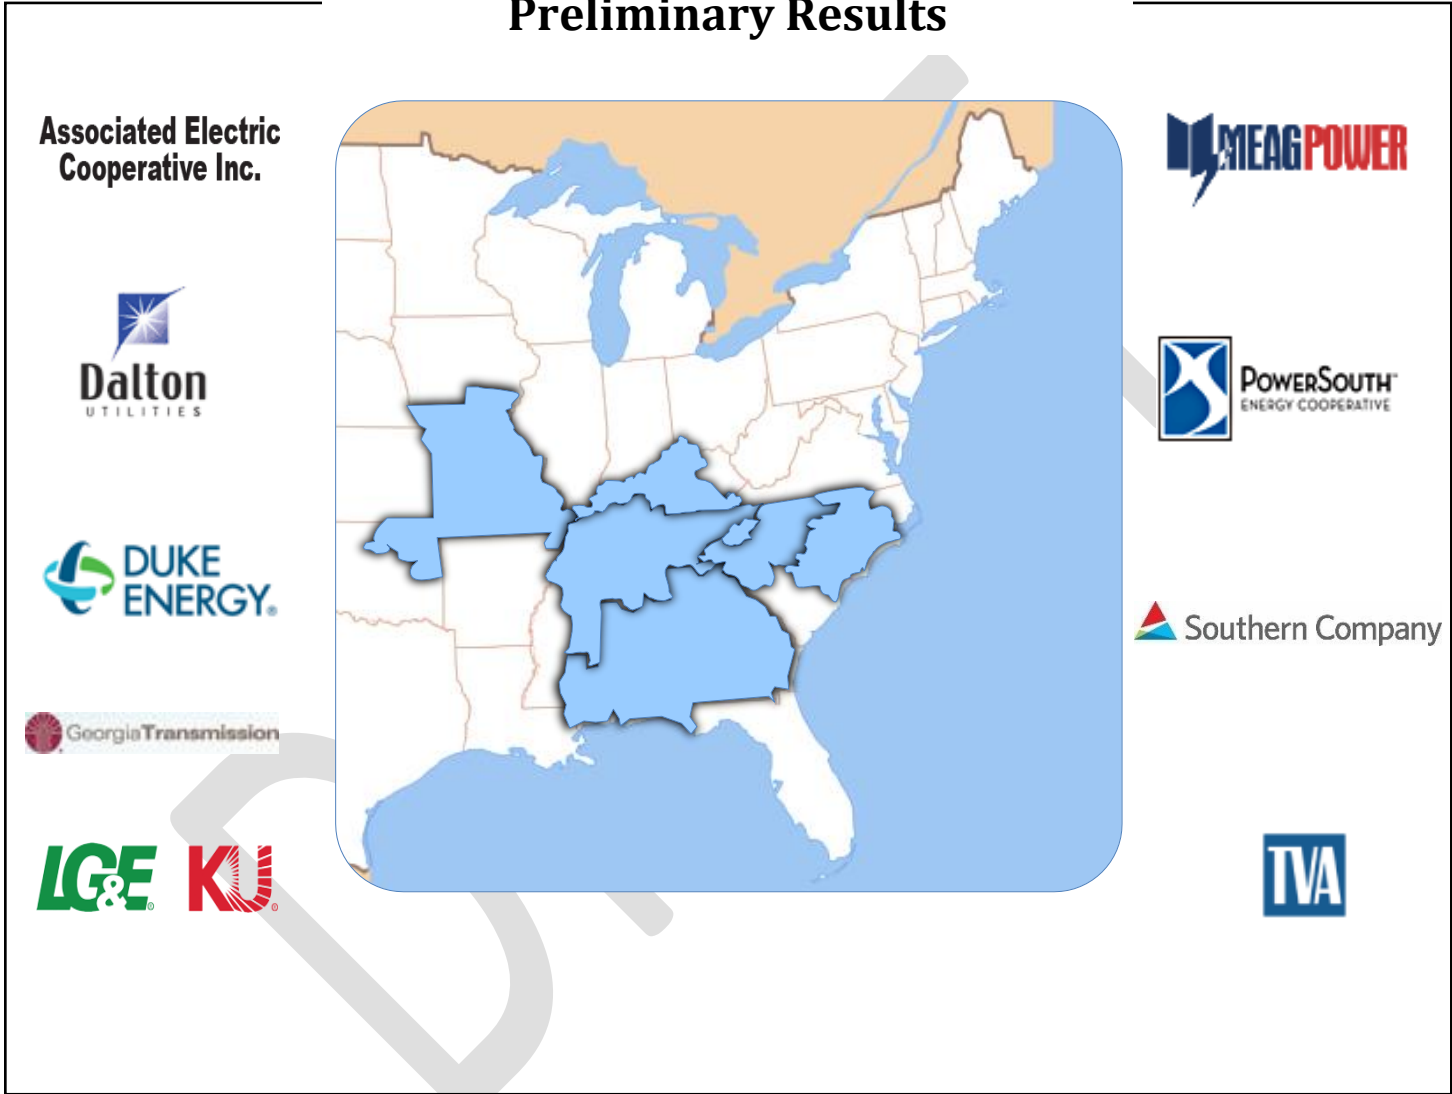 Preliminary Results
Associated Electric
Cooperative Inc.
Dalton
UTILITIES
DUKE
ENERGY®
GeorgiaTransmission
LG&E® KU®
MEAGPOWER
POWERSOUTH™
ENERGY COOPERATIVE
Southern Company
TVA